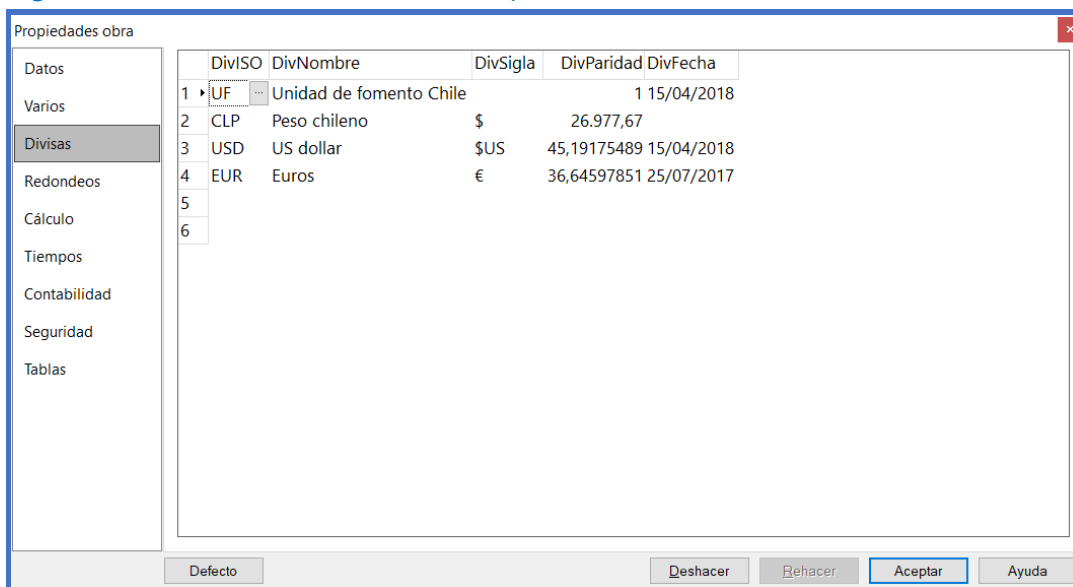 Propiedades obra
Datos
Varios
Divisas
Redondeos
Cálculo
Tiempos
Contabilidad
Seguridad
Tablas
DivISO DivNombre DivSigla DivParidad DivFecha
1 UF ... Unidad de fomento Chile 1 15/04/2018
2 CLP Peso chileno $ 26.977,67
3 USD US dollar $US 45,19175489 15/04/2018
4 EUR Euros € 36,64597851 25/07/2017
5
6
Defecto Deshacer Rehacer Aceptar Ayuda